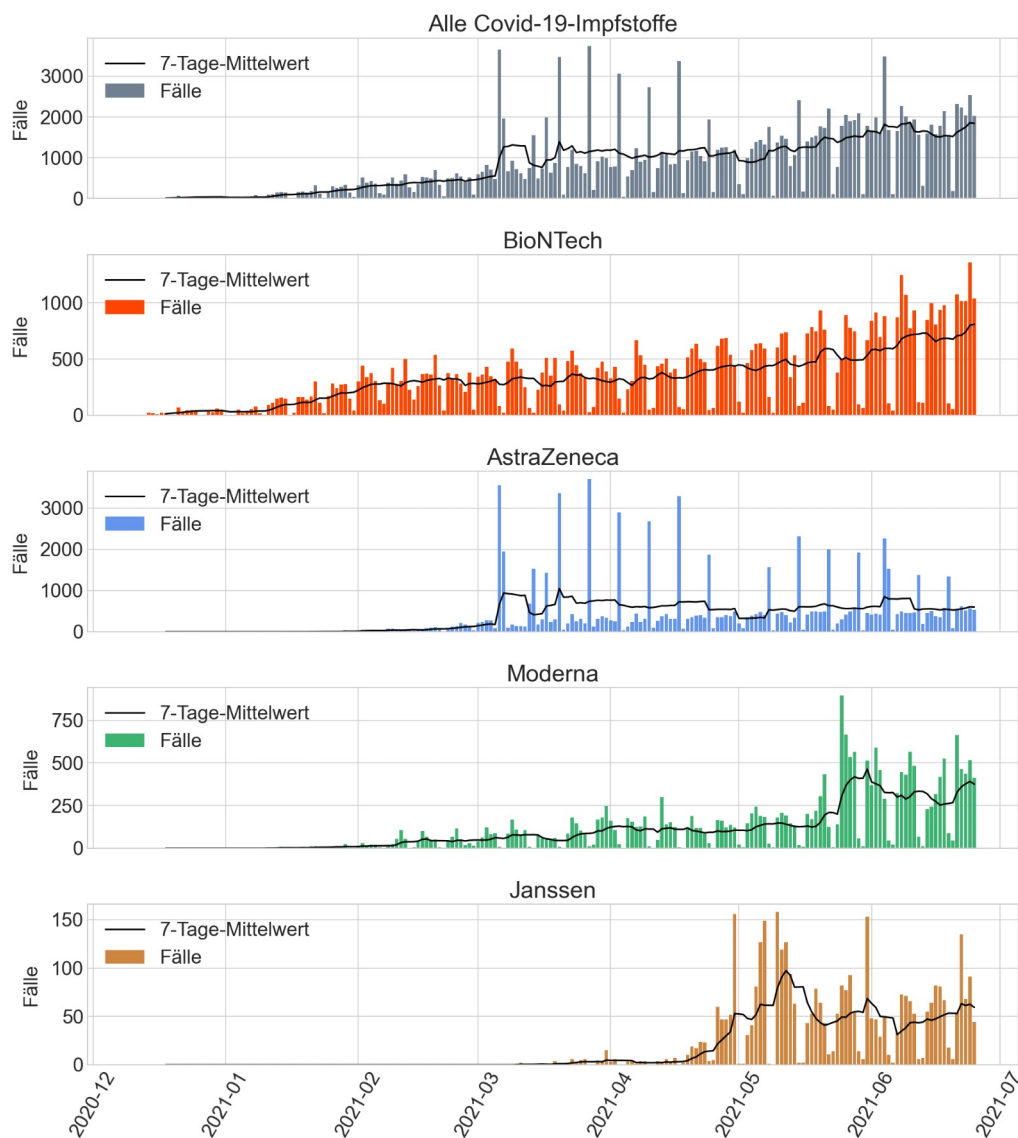 Alle Covid-19-Impfstoffe
Fälle
3000
2000
1000
0
7-Tage-Mittelwert
Fälle
BioNTech
Fälle
1000
500
0
7-Tage-Mittelwert
Fälle
AstraZeneca
Fälle
3000
2000
1000
0
7-Tage-Mittelwert
Fälle
Moderna
Fälle
750
500
250
0
7-Tage-Mittelwert
Fälle
Janssen
Fälle
150
100
50
0
7-Tage-Mittelwert
Fälle
2020-12
2021-01
2021-02
2021-03
2021-04
2021-05
2021-06
2021-07